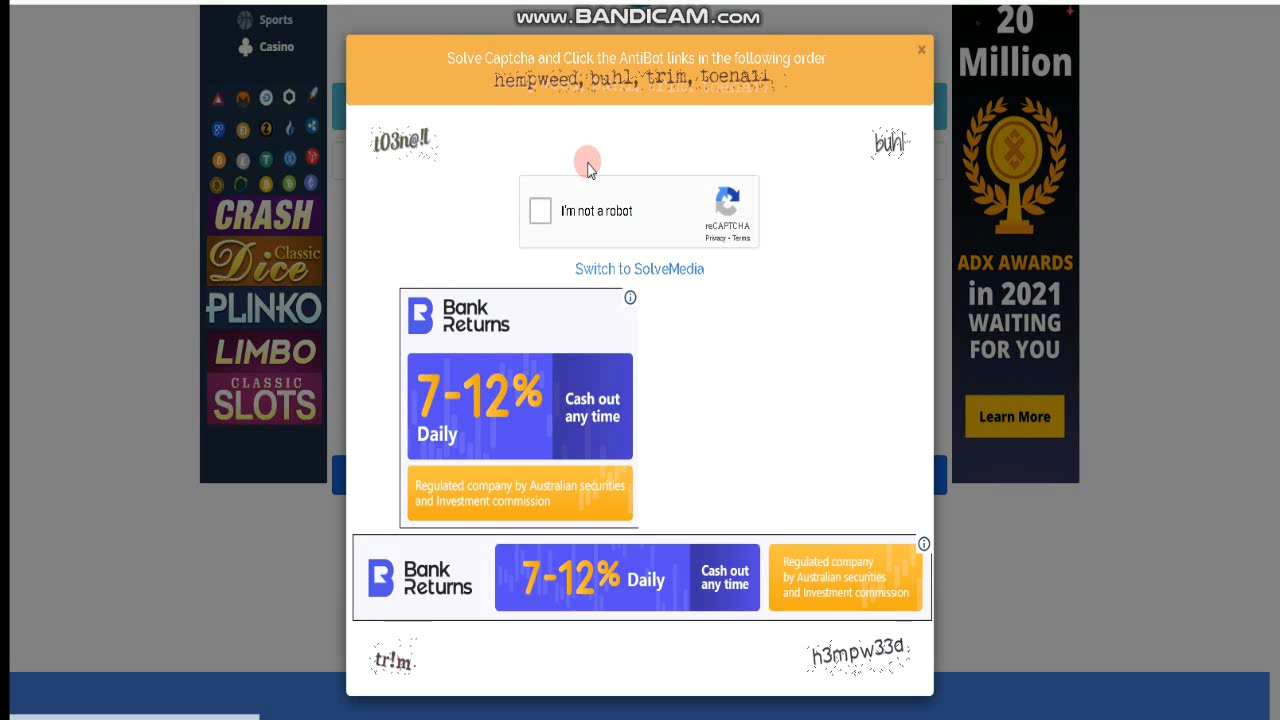 www.BANDICAM.com
Sports
Casino
CRASH
Classic
Dice
PLINKO
LIMBO
CLASSIC
SLOTS
Solve Captcha and Click the AntiBot links in the following order
×
hempweed, buhl, trim, toenail
t03n@!t
buhl
I'm not a robot
reCAPTCHA
Privacy - Terms
Switch to SolveMedia
Bank
Returns
7-12%
Daily
Cash out
any time
Regulated company by Australian securities
and Investment commission
Bank
Returns
7-12% Daily
Cash out
any time
Regulated company
by Australian securities
and Investment commission
tr!m
h3mpw33d
20
Million
ADX AWARDS
in 2021
WAITING
FOR YOU
Learn More